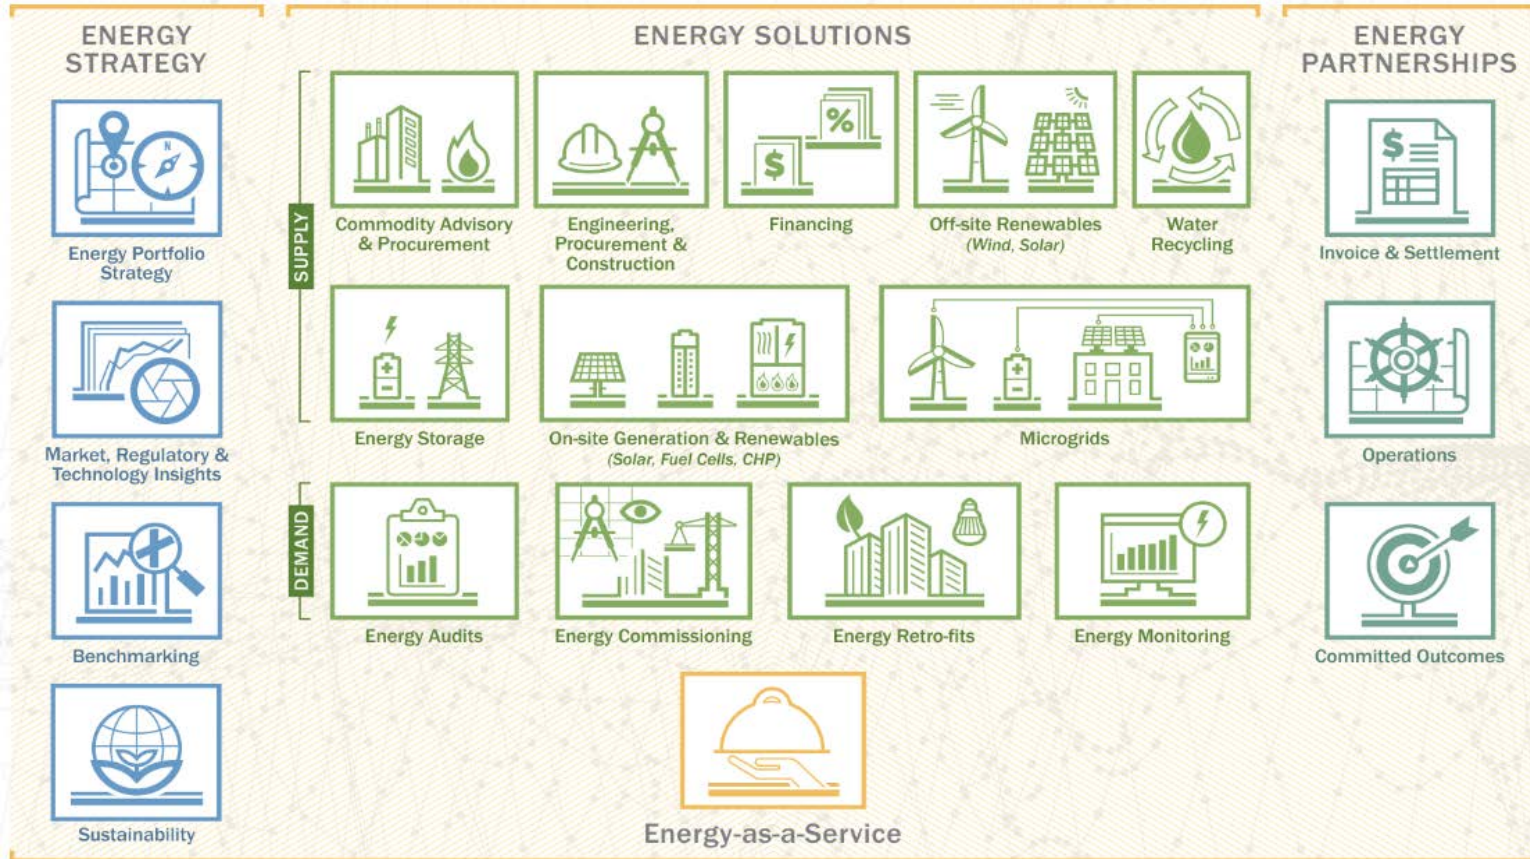 ENERGY
STRATEGY
Energy Portfolio
Strategy
Market, Regulatory &
Technology Insights
Benchmarking
Sustainability
ENERGY SOLUTIONS
SUPPLY
$
%
N
Commodity Advisory
& Procurement
Engineering,
Procurement &
Construction
Financing
Off-site Renewables
(Wind, Solar)
Water
Recycling
Energy Storage
On-site Generation & Renewables
(Solar, Fuel Cells, CHP)
Microgrids
DEMAND
Energy Audits
Energy Commissioning
Energy Retro-fits
Energy Monitoring
Energy-as-a-Service
ENERGY
PARTNERSHIPS
$
Invoice & Settlement
Operations
Committed Outcomes